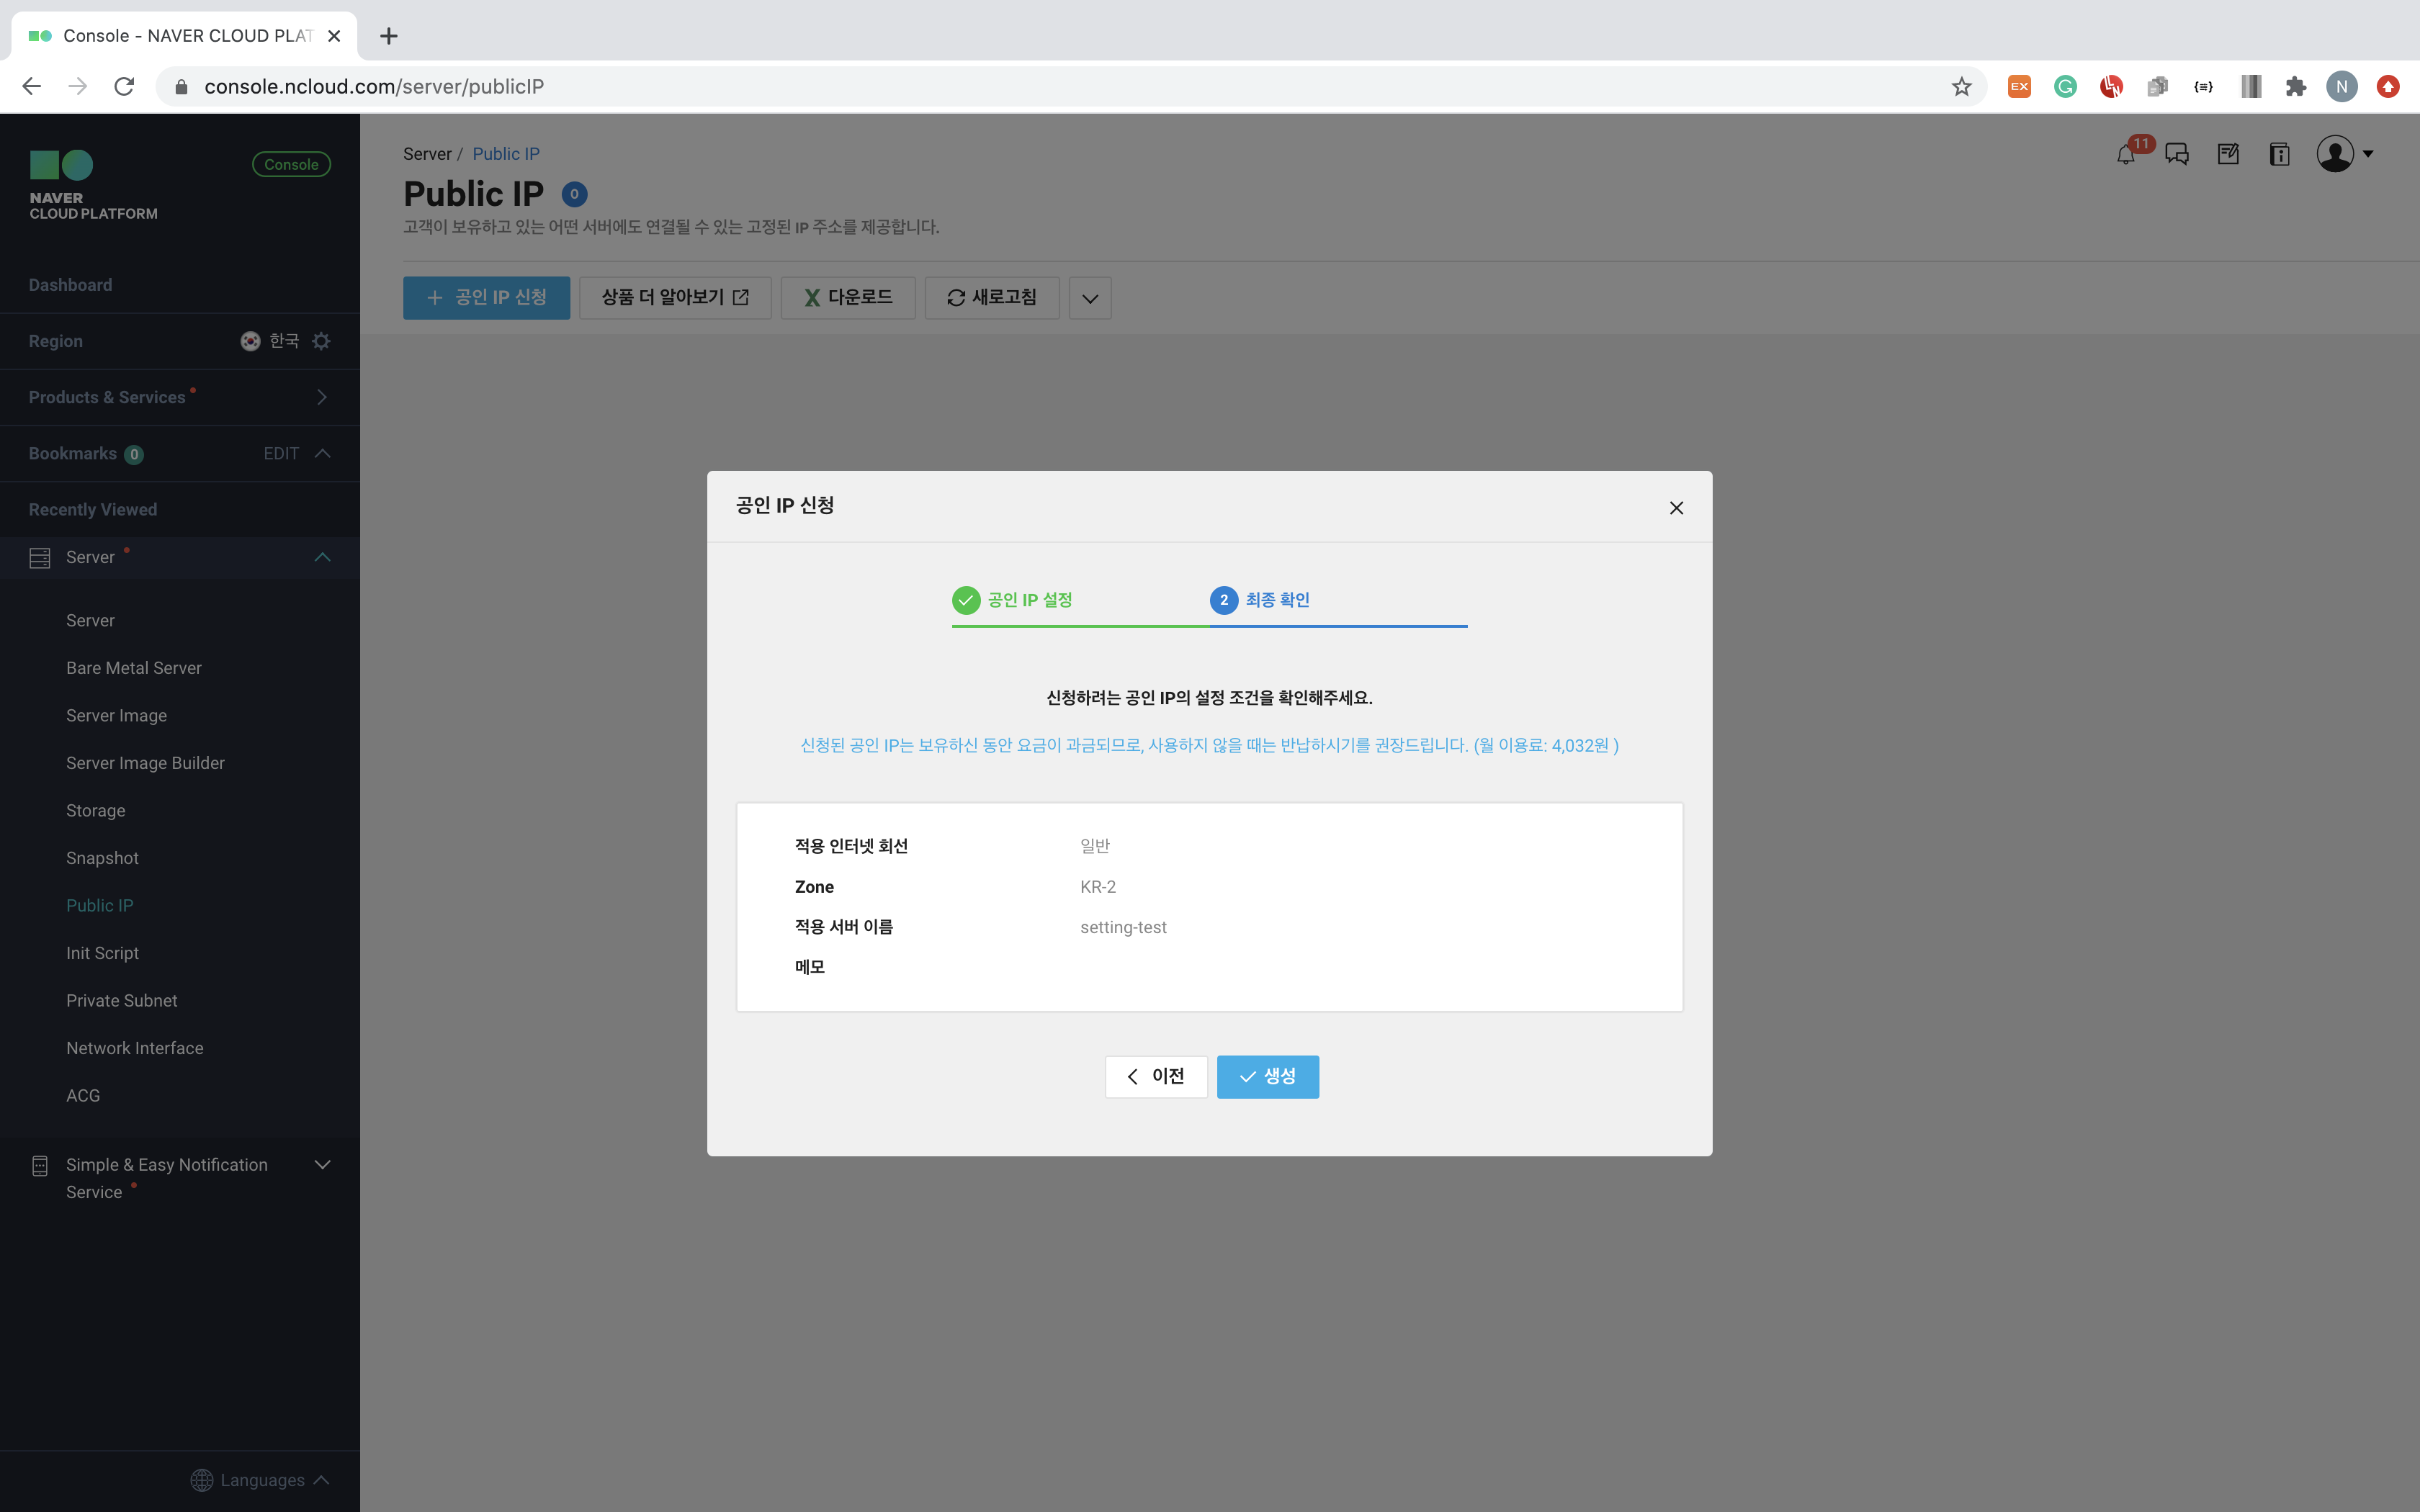 Console - NAVER CLOUD PLAT
console.ncloud.com/server/publicIP
EX
N
NAVER
CLOUD PLATFORM
Console
Dashboard
Region 한국
Products & Services
Bookmarks 0 EDIT
Recently Viewed
Server
Server
Bare Metal Server
Server Image
Server Image Builder
Storage
Snapshot
Public IP
Init Script
Private Subnet
Network Interface
ACG
Simple & Easy Notification
Service
Languages
Server / Public IP
11
Public IP 0
고객이 보유하고 있는 어떤 서버에도 연결될 수 있는 고정된 IP 주소를 제공합니다.
+ 공인 IP 신청 상품 더 알아보기 다운로드 새로고침
공인 IP 신청
공인 IP 설정 2 최종 확인
신청하려는 공인 IP의 설정 조건을 확인해주세요.
신청된 공인 IP는 보유하신 동안 요금이 과금되므로, 사용하지 않을 때는 반납하시기를 권장드립니다. (월 이용료: 4,032원 )
적용 인터넷 회선 일반
Zone KR-2
적용 서버 이름 setting-test
메모
이전 생성